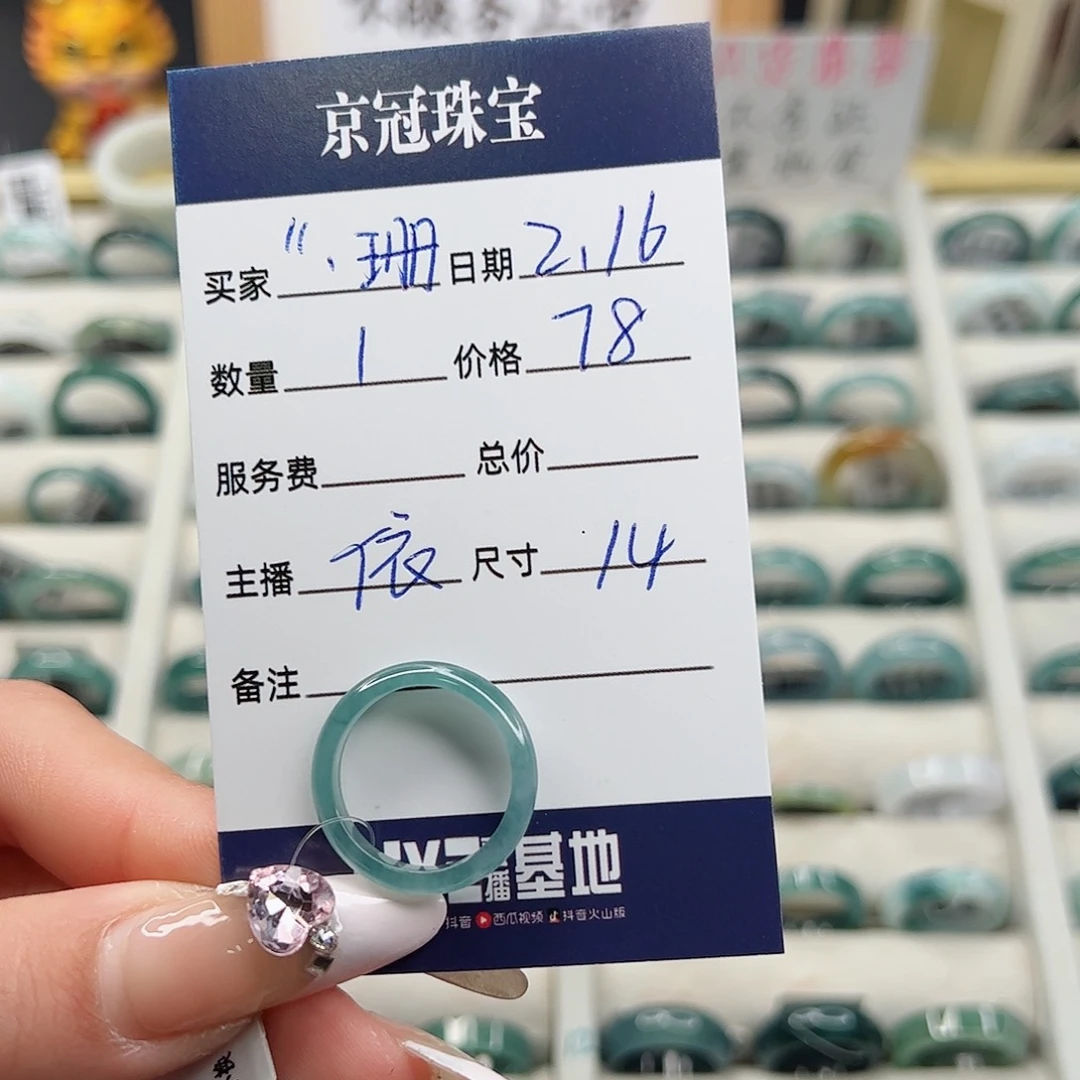 京冠珠宝
买家 〃.珊 日期 2.16
数量 1 价格 78
服务费 总价
主播 依 尺寸 14
备注
播基地
抖音 西瓜视频 抖音火山版